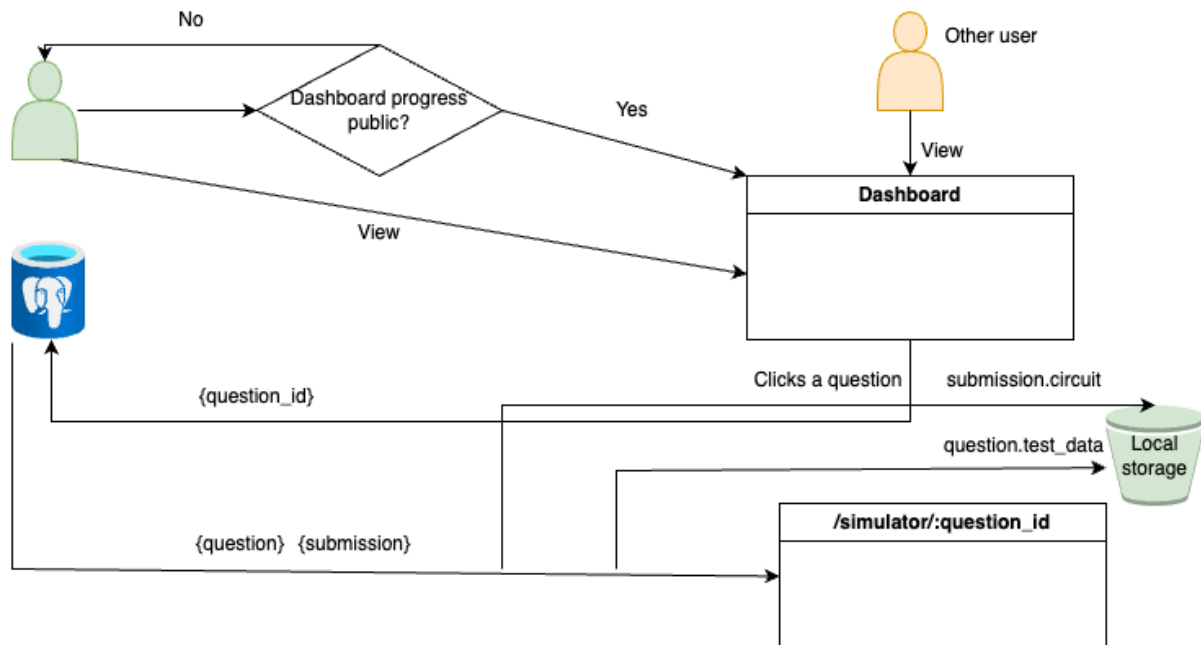 No
Other user
Dashboard progress
public?
Yes
View
Dashboard
View
Clicks a question
submission.circuit
{question_id}
question.test_data
Local
storage
/simulator/:question_id
{question} {submission}